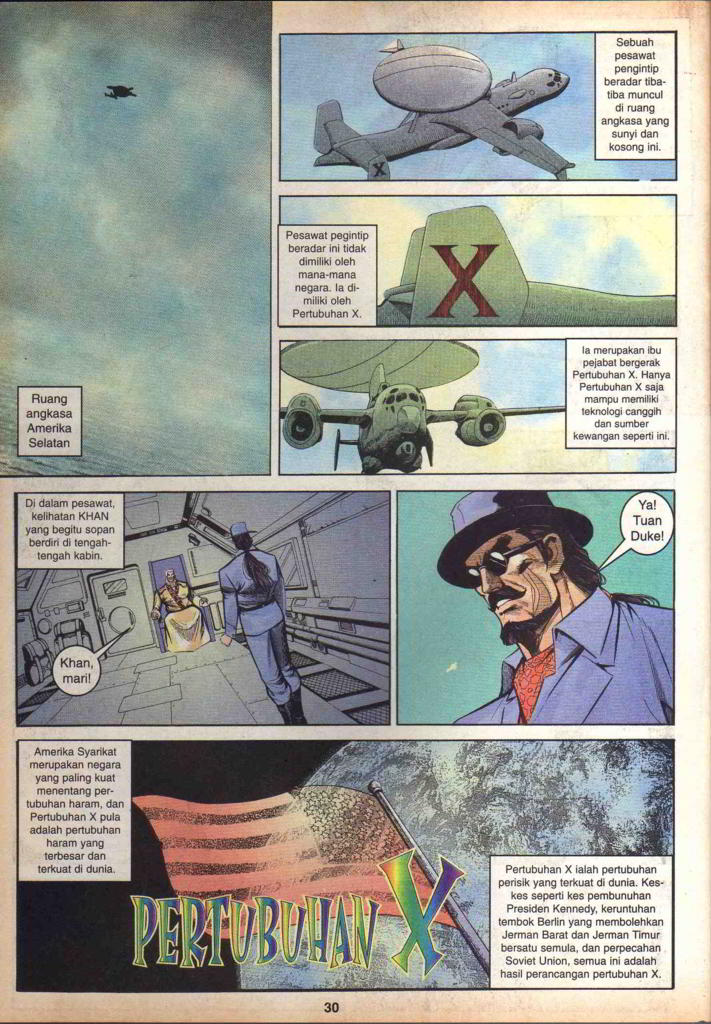 Ruang
angkasa
Amerika
Selatan
Sebuah
pesawat
pengintip
beradar tiba-
tiba muncul
di ruang
angkasa yang
sunyi dan
kosong ini.
X
Pesawat pegintip
beradar ini tidak
dimiliki oleh
mana-mana
negara. Ia di-
miliki oleh
Pertubuhan X.
X
Ia merupakan ibu
pejabat bergerak
Pertubuhan X. Hanya
Pertubuhan X saja
mampu memiliki
teknologi canggih
dan sumber
kewangan seperti ini.
Di dalam pesawat,
kelihatan KHAN
yang begitu sopan
berdiri di tengah-
tengah kabin.
Khan,
mari!
Ya!
Tuan
Duke!
Amerika Syarikat
merupakan negara
yang paling kuat
menentang per-
tubuhan haram, dan
Pertubuhan X pula
adalah pertubuhan
haram yang
terbesar dan
terkuat di dunia.
PERTUBUHAN X
Pertubuhan X ialah pertubuhan
perisik yang terkuat di dunia. Kes-
kes seperti kes pembunuhan
Presiden Kennedy, keruntuhan
tembok Berlin yang membolehkan
Jerman Barat dan Jerman Timur
bersatu semula, dan perpecahan
Soviet Union, semua ini adalah
hasil perancangan pertubuhan X.
30